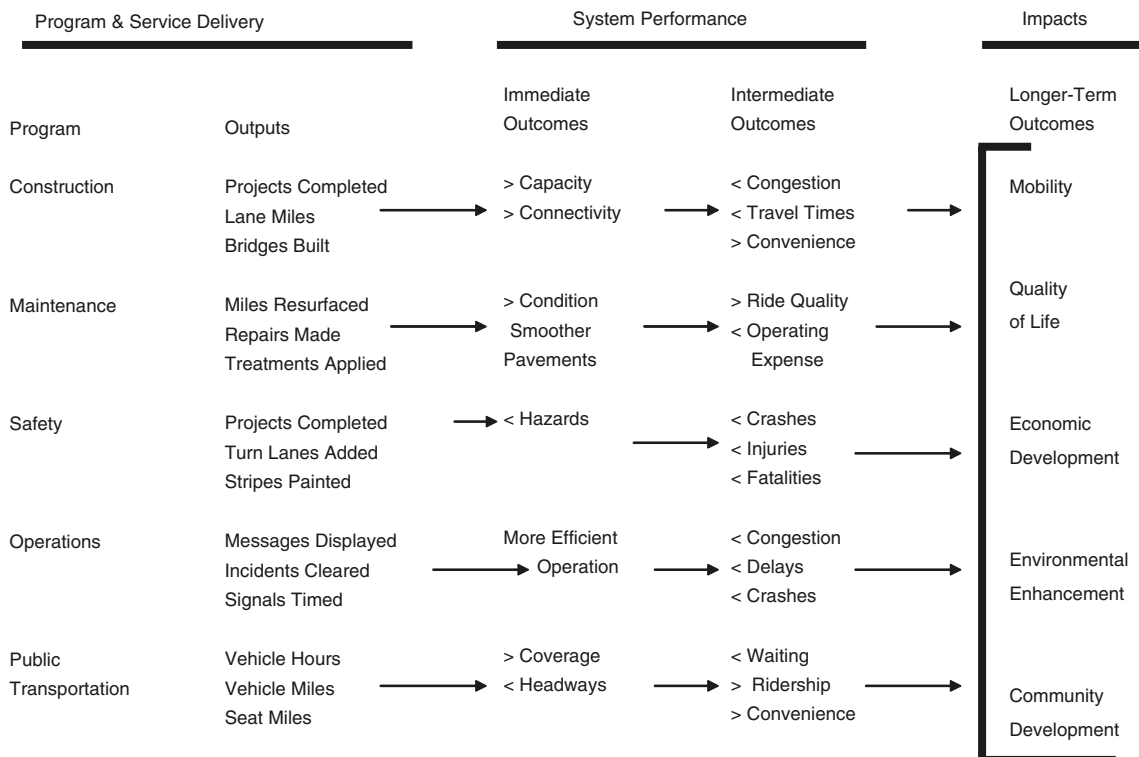 Program & Service Delivery
System Performance
Impacts
Program
Outputs
Immediate
Outcomes
Intermediate
Outcomes
Longer-Term
Outcomes
Construction
Projects Completed
Lane Miles
Bridges Built
> Capacity
> Connectivity
< Congestion
< Travel Times
> Convenience
Mobility
Maintenance
Miles Resurfaced
Repairs Made
Treatments Applied
> Condition
Smoother
Pavements
> Ride Quality
< Operating
Expense
Quality
of Life
Safety
Projects Completed
Turn Lanes Added
Stripes Painted
< Hazards
< Crashes
< Injuries
< Fatalities
Economic
Development
Operations
Messages Displayed
Incidents Cleared
Signals Timed
More Efficient
Operation
< Congestion
< Delays
< Crashes
Environmental
Enhancement
Public
Transportation
Vehicle Hours
Vehicle Miles
Seat Miles
> Coverage
< Headways
< Waiting
> Ridership
> Convenience
Community
Development